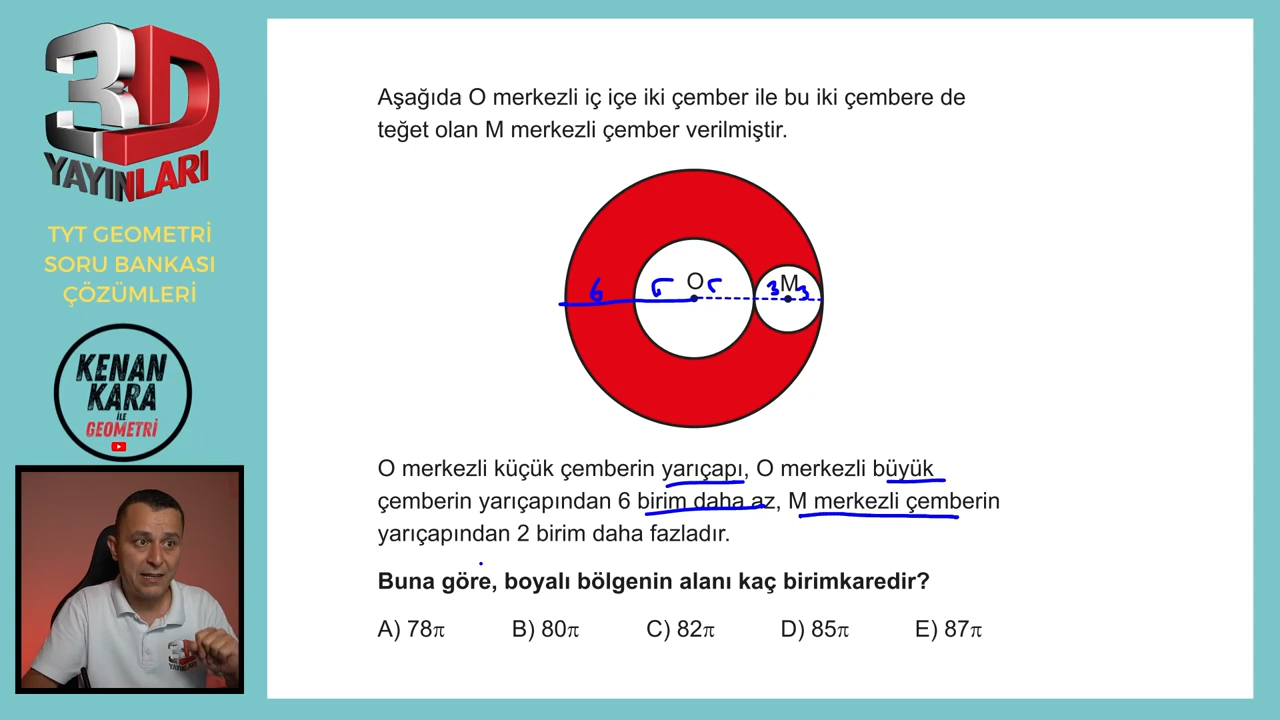 3D
YAYINLARI
TYT GEOMETRİ
SORU BANKASI
ÇÖZÜMLERİ
KENAN
KARA
İLE
GEOMETRİ
3D
YAYINLARI
Aşağıda O merkezli iç içe iki çember ile bu iki çembere de
teğet olan M merkezli çember verilmiştir.
6 5 O 5 3 M 3
O merkezli küçük çemberin yarıçapı, O merkezli büyük
çemberin yarıçapından 6 birim daha az, M merkezli çemberin
yarıçapından 2 birim daha fazladır.
Buna göre, boyalı bölgenin alanı kaç birimkaredir?
A) 78π B) 80π C) 82π D) 85π E) 87π